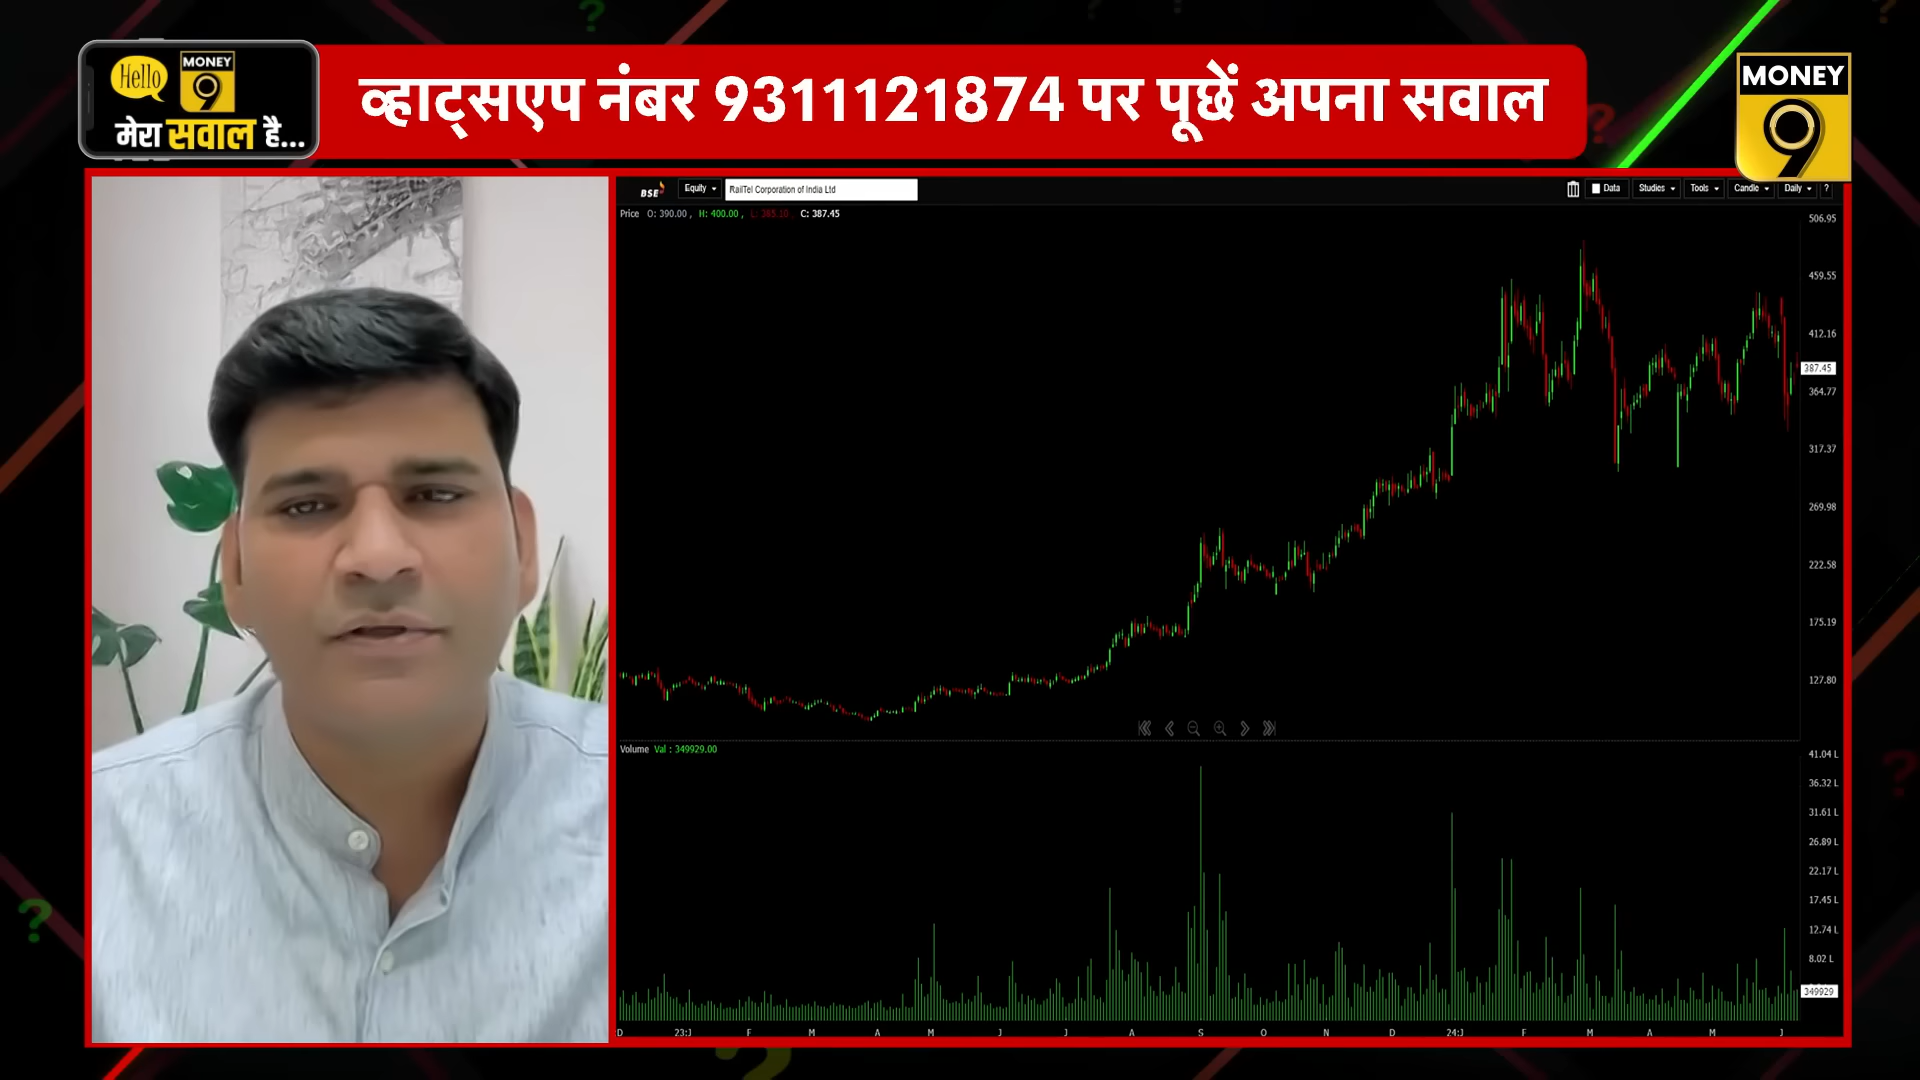 Hello
MONEY
9
मेरा सवाल है...
व्हाट्सएप नंबर 9311121874 पर पूछें अपना सवाल
MONEY
9
BSE
Equity
RailTel Corporation of India Ltd
Data
Studies
Tools
Candle
Daily
?
Price O: 390.00 , H: 400.00 , L: 385.10 , C: 387.45
506.95
459.55
412.16
387.45
364.77
317.37
269.98
222.58
175.19
127.80
Volume Val : 349929.00
41.04 L
36.32 L
31.61 L
26.89 L
22.17 L
17.45 L
12.74 L
8.02 L
349929
D 23:J F M A M J J A S O N D 24:J F M A M J